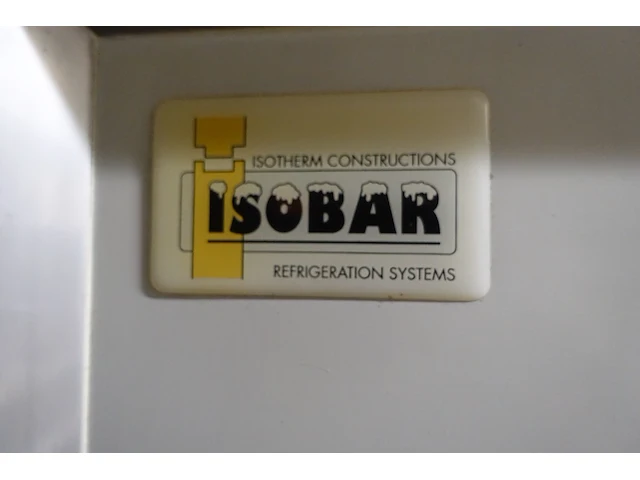 ISOTHERM CONSTRUCTIONS
ISOBAR
REFRIGERATION SYSTEMS